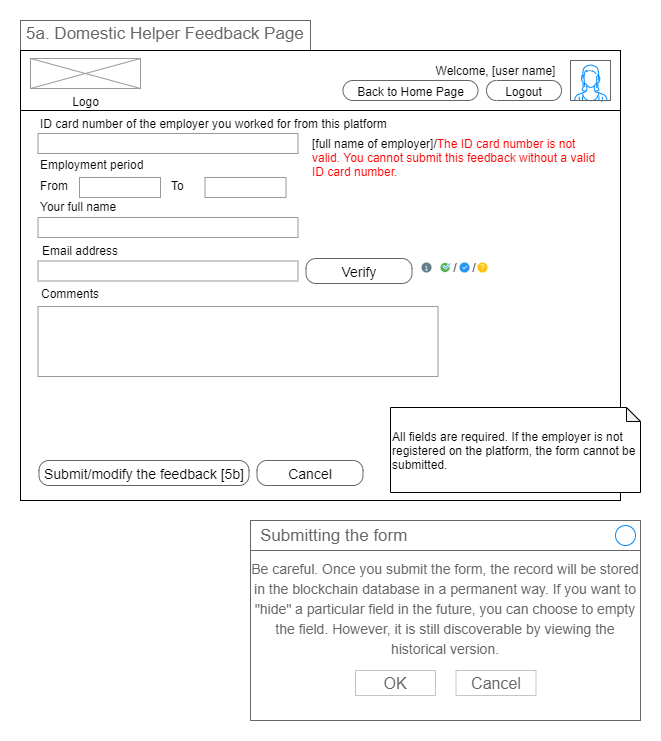 5a. Domestic Helper Feedback Page
Welcome, [user name]
Logo
Back to Home Page
Logout
ID card number of the employer you worked for from this platform
[full name of employer]/The ID card number is not
valid. You cannot submit this feedback without a valid
ID card number.
Employment period
From
To
Your full name
Email address
Verify
i
/
/
?
Comments
All fields are required. If the employer is not
registered on the platform, the form cannot be
submitted.
Submit/modify the feedback [5b]
Cancel
Submitting the form
Be careful. Once you submit the form, the record will be stored
in the blockchain database in a permanent way. If you want to
"hide" a particular field in the future, you can choose to empty
the field. However, it is still discoverable by viewing the
historical version.
OK
Cancel